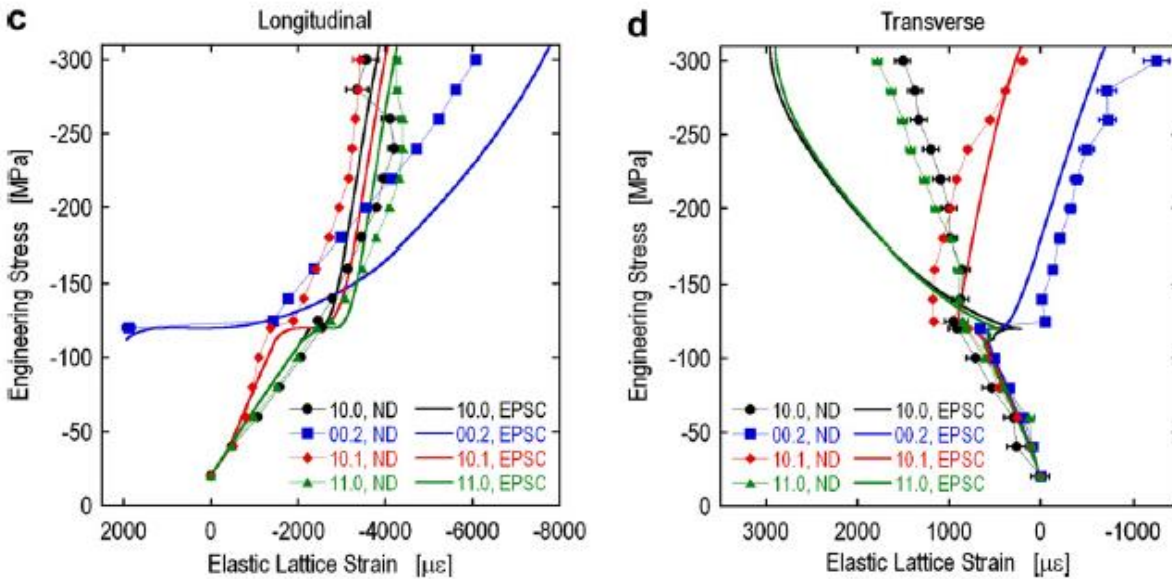 c
Longitudinal
-300
-250
-200
-150
-100
-50
0
Engineering Stress [MPa]
10.0, ND 10.0, EPSC
00.2, ND 00.2, EPSC
10.1, ND 10.1, EPSC
11.0, ND 11.0, EPSC
2000 0 -2000 -4000 -6000 -8000
Elastic Lattice Strain [µε]
d
Transverse
-300
-250
-200
-150
-100
-50
0
Engineering Stress [MPa]
10.0, ND 10.0, EPSC
00.2, ND 00.2, EPSC
10.1, ND 10.1, EPSC
11.0, ND 11.0, EPSC
3000 2000 1000 0 -1000
Elastic Lattice Strain [µε]